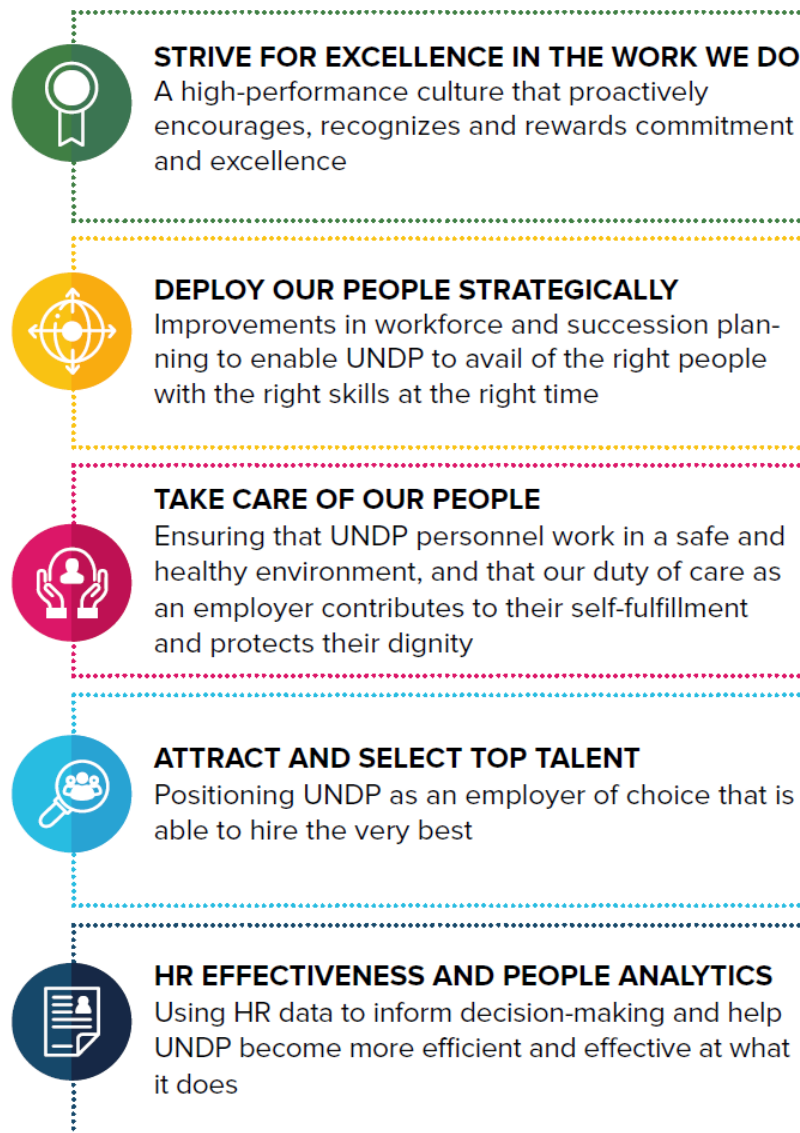 STRIVE FOR EXCELLENCE IN THE WORK WE DO
A high-performance culture that proactively
encourages, recognizes and rewards commitment
and excellence
DEPLOY OUR PEOPLE STRATEGICALLY
Improvements in workforce and succession plan-
ning to enable UNDP to avail of the right people
with the right skills at the right time
TAKE CARE OF OUR PEOPLE
Ensuring that UNDP personnel work in a safe and
healthy environment, and that our duty of care as
an employer contributes to their self-fulfillment
and protects their dignity
ATTRACT AND SELECT TOP TALENT
Positioning UNDP as an employer of choice that is
able to hire the very best
HR EFFECTIVENESS AND PEOPLE ANALYTICS
Using HR data to inform decision-making and help
UNDP become more efficient and effective at what
it does